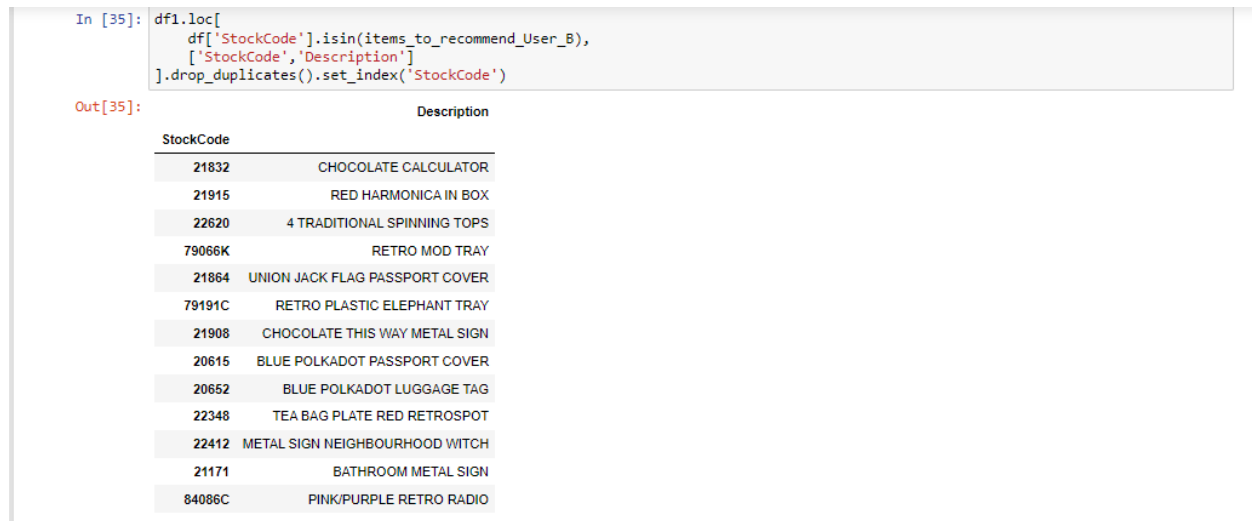 In [35]: df1.loc[
df['StockCode'].isin(items_to_recommend_User_B),
['StockCode','Description']
].drop_duplicates().set_index('StockCode')
Out[35]:
Description
StockCode
21832 CHOCOLATE CALCULATOR
21915 RED HARMONICA IN BOX
22620 4 TRADITIONAL SPINNING TOPS
79066K RETRO MOD TRAY
21864 UNION JACK FLAG PASSPORT COVER
79191C RETRO PLASTIC ELEPHANT TRAY
21908 CHOCOLATE THIS WAY METAL SIGN
20615 BLUE POLKADOT PASSPORT COVER
20652 BLUE POLKADOT LUGGAGE TAG
22348 TEA BAG PLATE RED RETROSPOT
22412 METAL SIGN NEIGHBOURHOOD WITCH
21171 BATHROOM METAL SIGN
84086C PINK/PURPLE RETRO RADIO